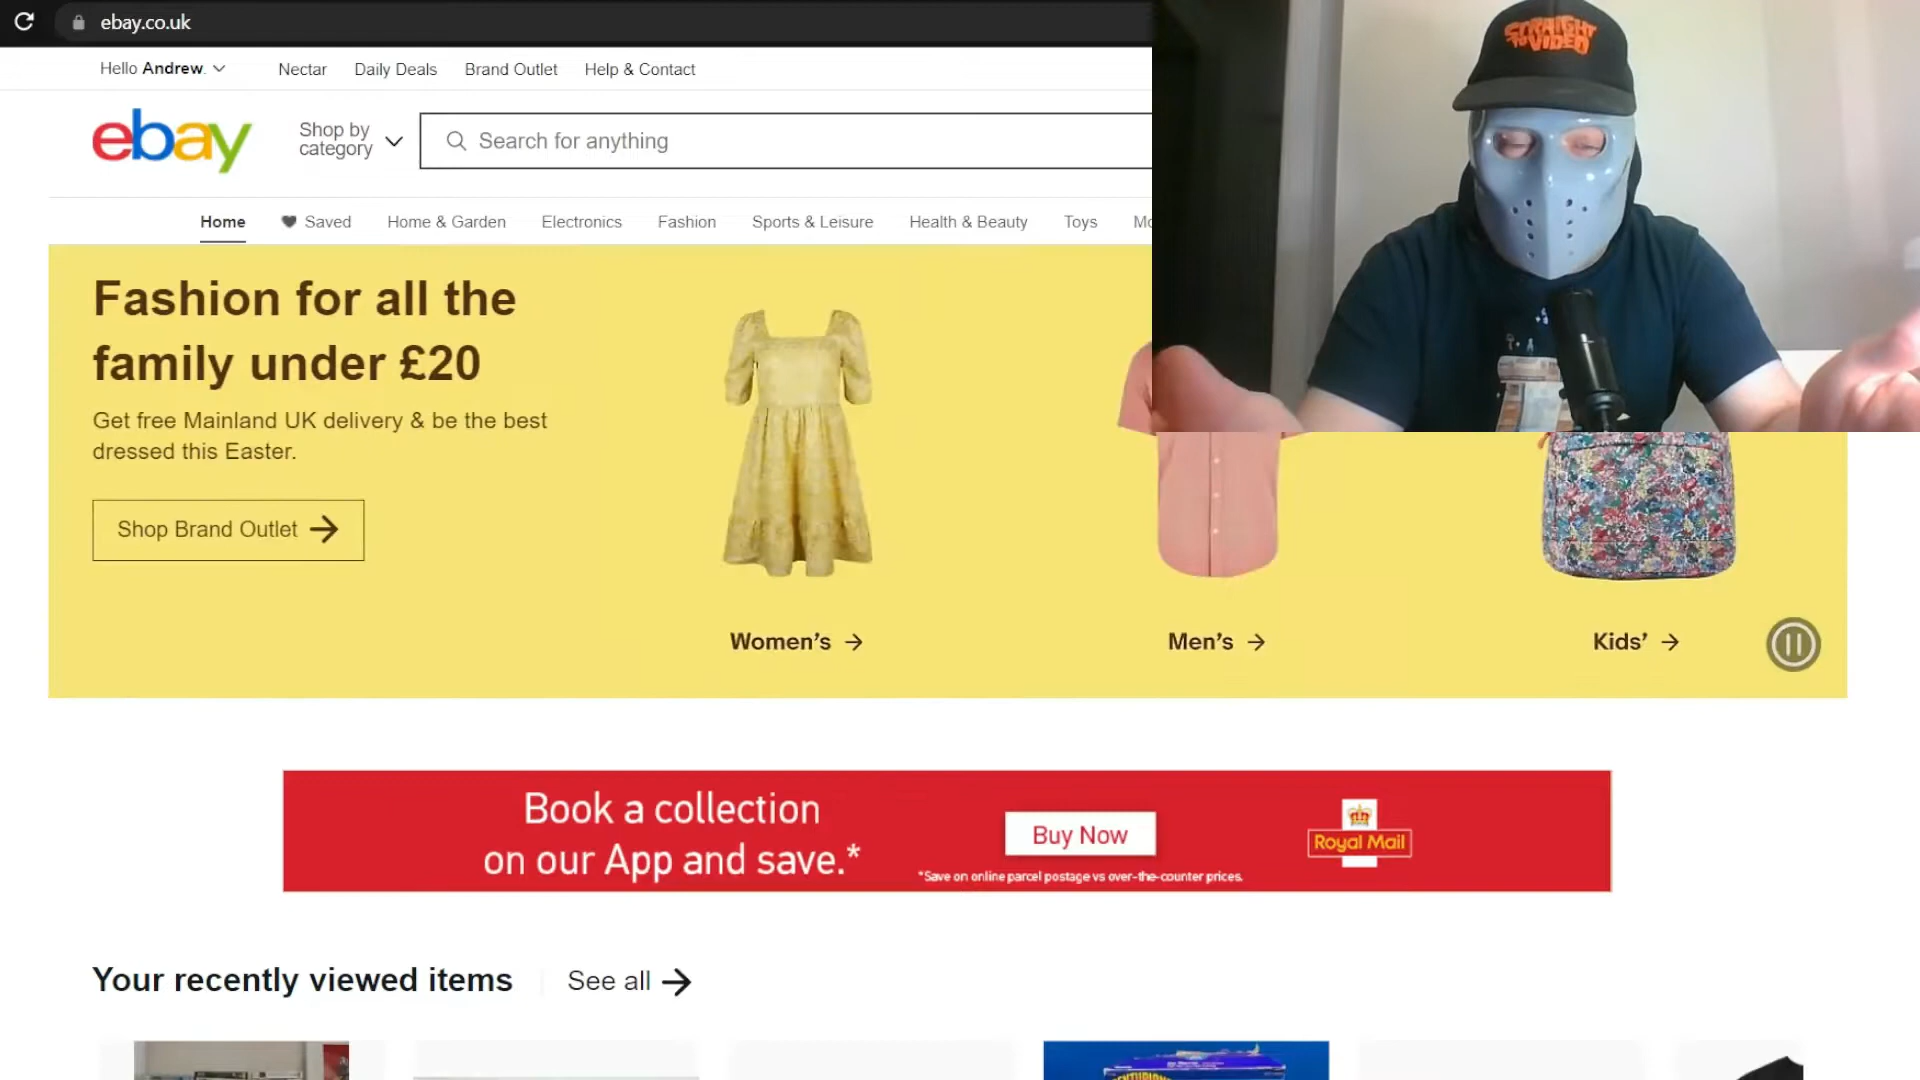 ebay.co.uk
Hello Andrew.
Nectar
Daily Deals
Brand Outlet
Help & Contact
ebay
Shop by
category
Search for anything
STRAIGHT
TO VIDEO
Home
Saved
Home & Garden
Electronics
Fashion
Sports & Leisure
Health & Beauty
Toys
Mo
Fashion for all the
family under £20
Get free Mainland UK delivery & be the best
dressed this Easter.
Shop Brand Outlet
Women's
Men's
Kids'
Book a collection
on our App and save.*
Buy Now
*Save on online parcel postage vs over-the-counter prices.
Royal Mail
Your recently viewed items
See all